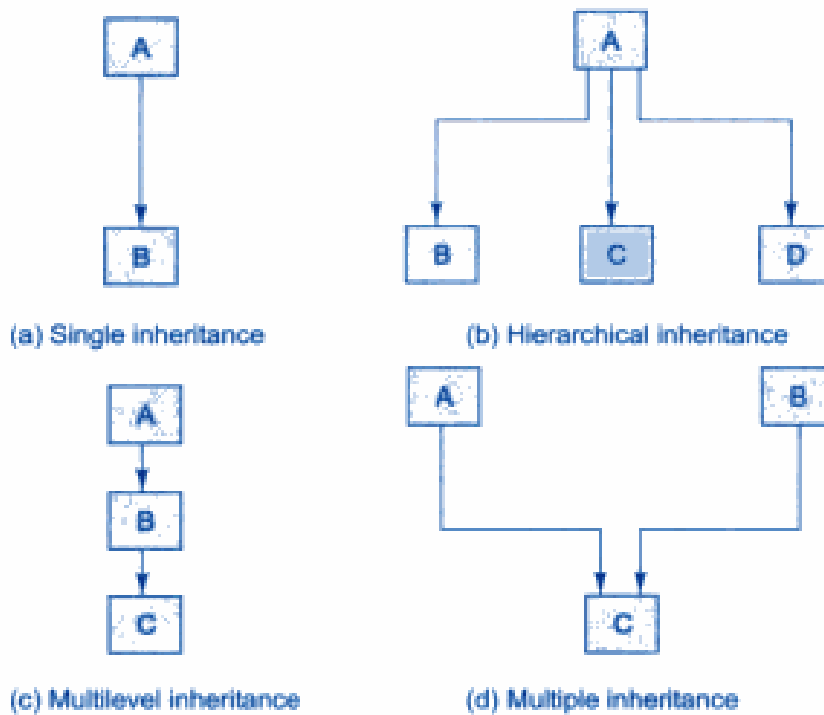 A
B
(a) Single inheritance
A
B
C
D
(b) Hierarchical inheritance
A
B
C
(c) Multilevel inheritance
A
B
C
(d) Multiple inheritance